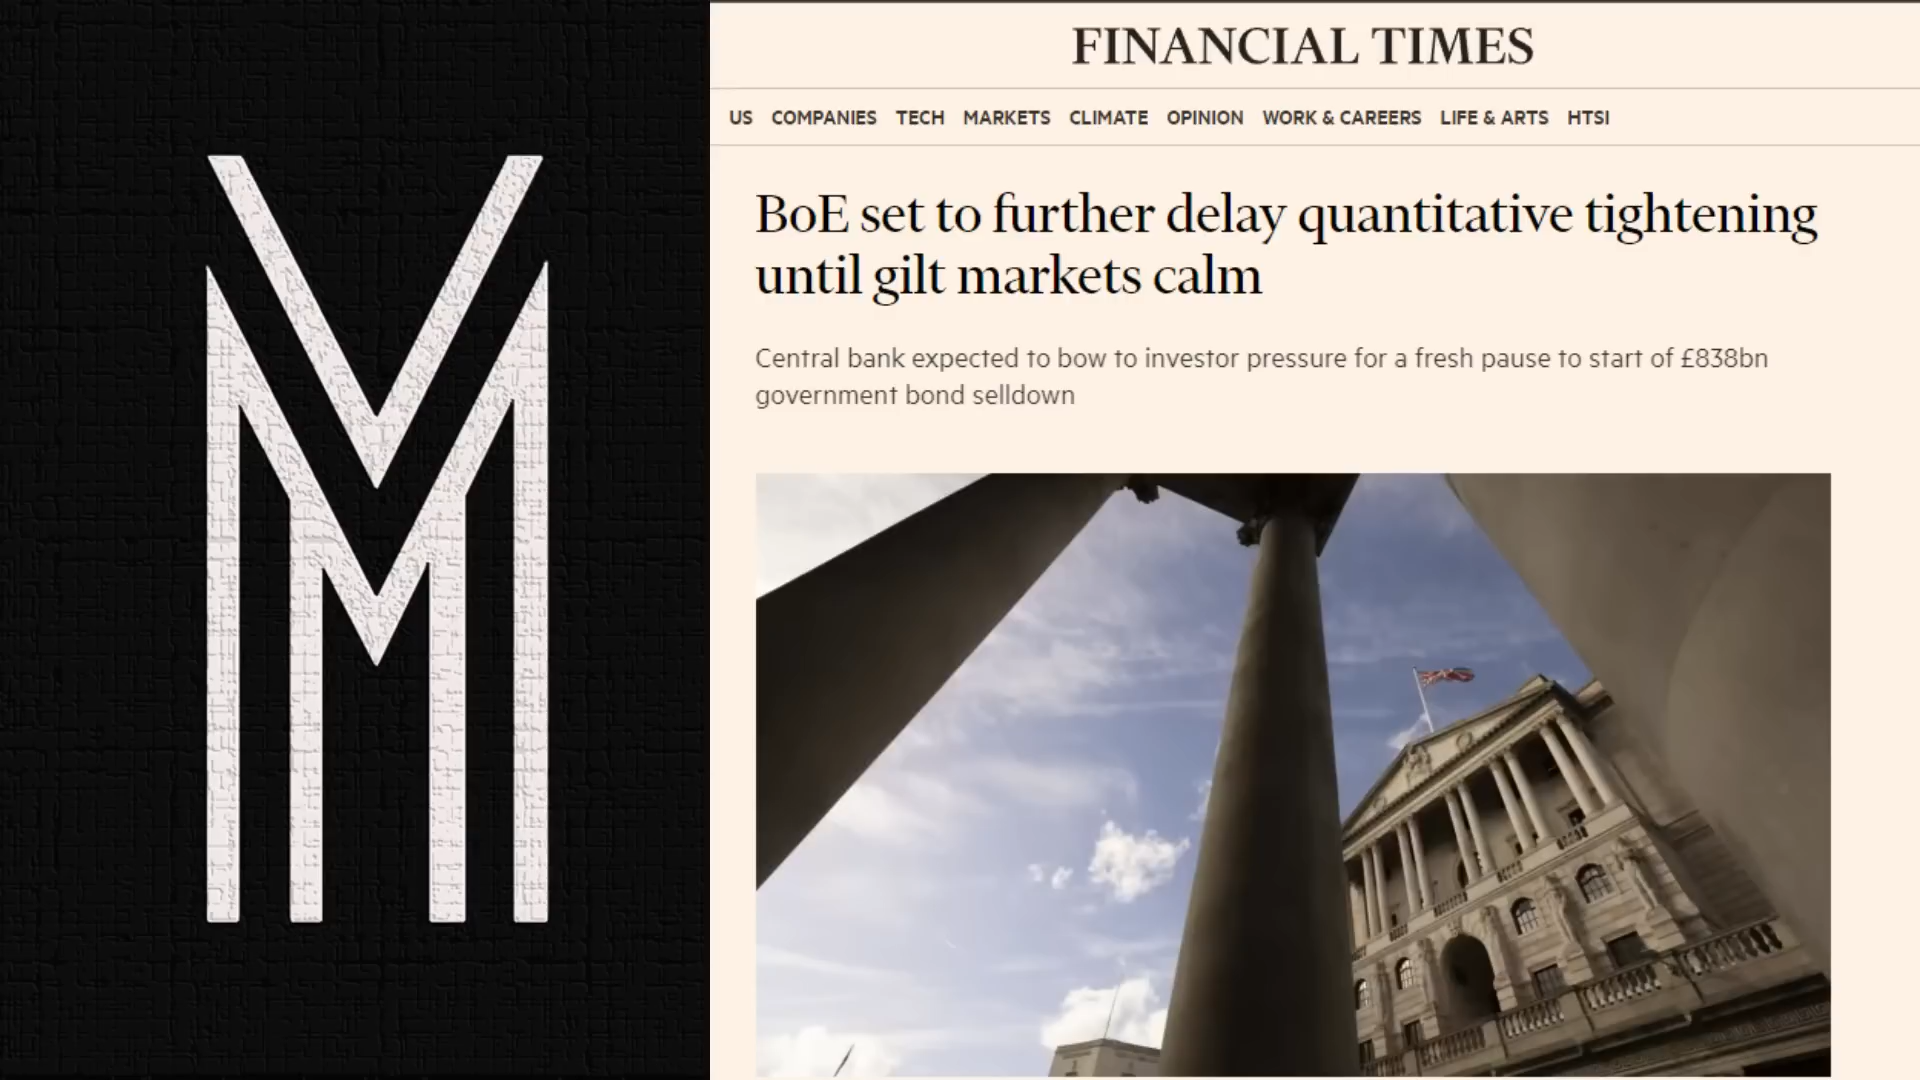 FINANCIAL TIMES
US COMPANIES TECH MARKETS CLIMATE OPINION WORK & CAREERS LIFE & ARTS HTSI
BoE set to further delay quantitative tightening
until gilt markets calm
Central bank expected to bow to investor pressure for a fresh pause to start of £838bn
government bond selldown